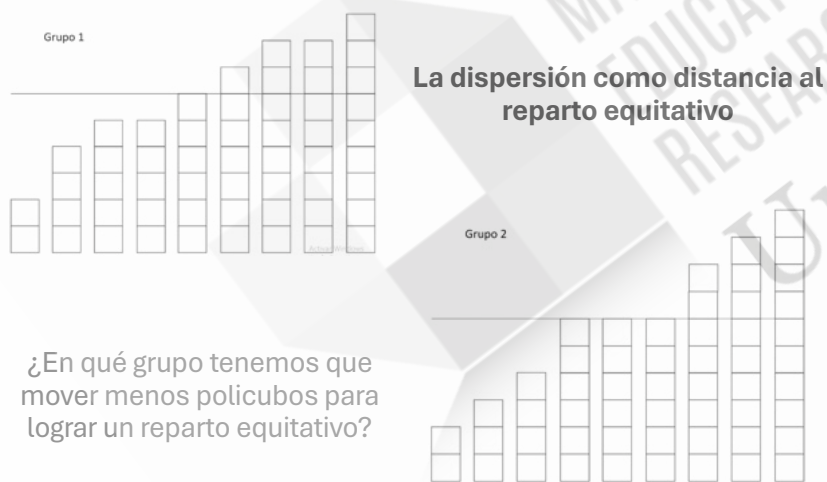 Grupo 1
La dispersión como distancia al
reparto equitativo
Grupo 2
¿En qué grupo tenemos que
mover menos policubos para
lograr un reparto equitativo?